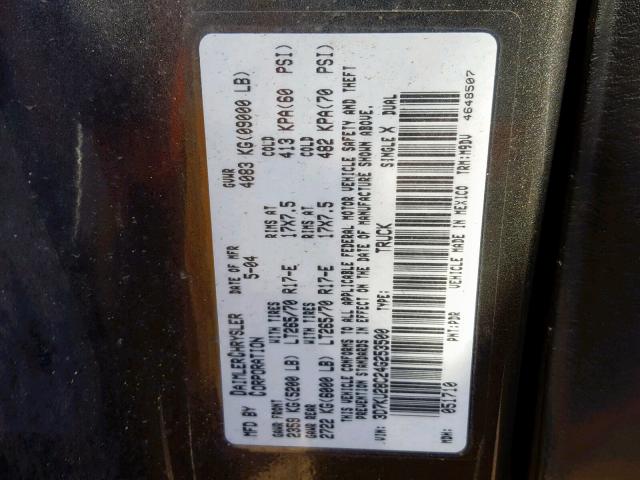 MFD BY DAIMLERCHRYSLER CORPORATION DATE OF MFR 5-04 GVWR 4083 KG(09000 LB)
GAWR FRONT WITH TIRES RIMS AT COLD
2359 KG(5200 LB) LT265/70 R17-E 17X7.5 413 KPA(60 PSI)
GAWR REAR WITH TIRES RIMS AT COLD
2722 KG(6000 LB) LT265/70 R17-E 17X7.5 482 KPA(70 PSI)
THIS VEHICLE CONFORMS TO ALL APPLICABLE FEDERAL MOTOR VEHICLE SAFETY AND THEFT
PREVENTION STANDARDS IN EFFECT ON THE DATE OF MANUFACTURE SHOWN ABOVE.
VIN: 3D7KU28C24G253500 TYPE: TRUCK SINGLE X DUAL
MDH: 051710 PNT:PDR VEHICLE MADE IN MEXICO TRM:M9DV 4648507